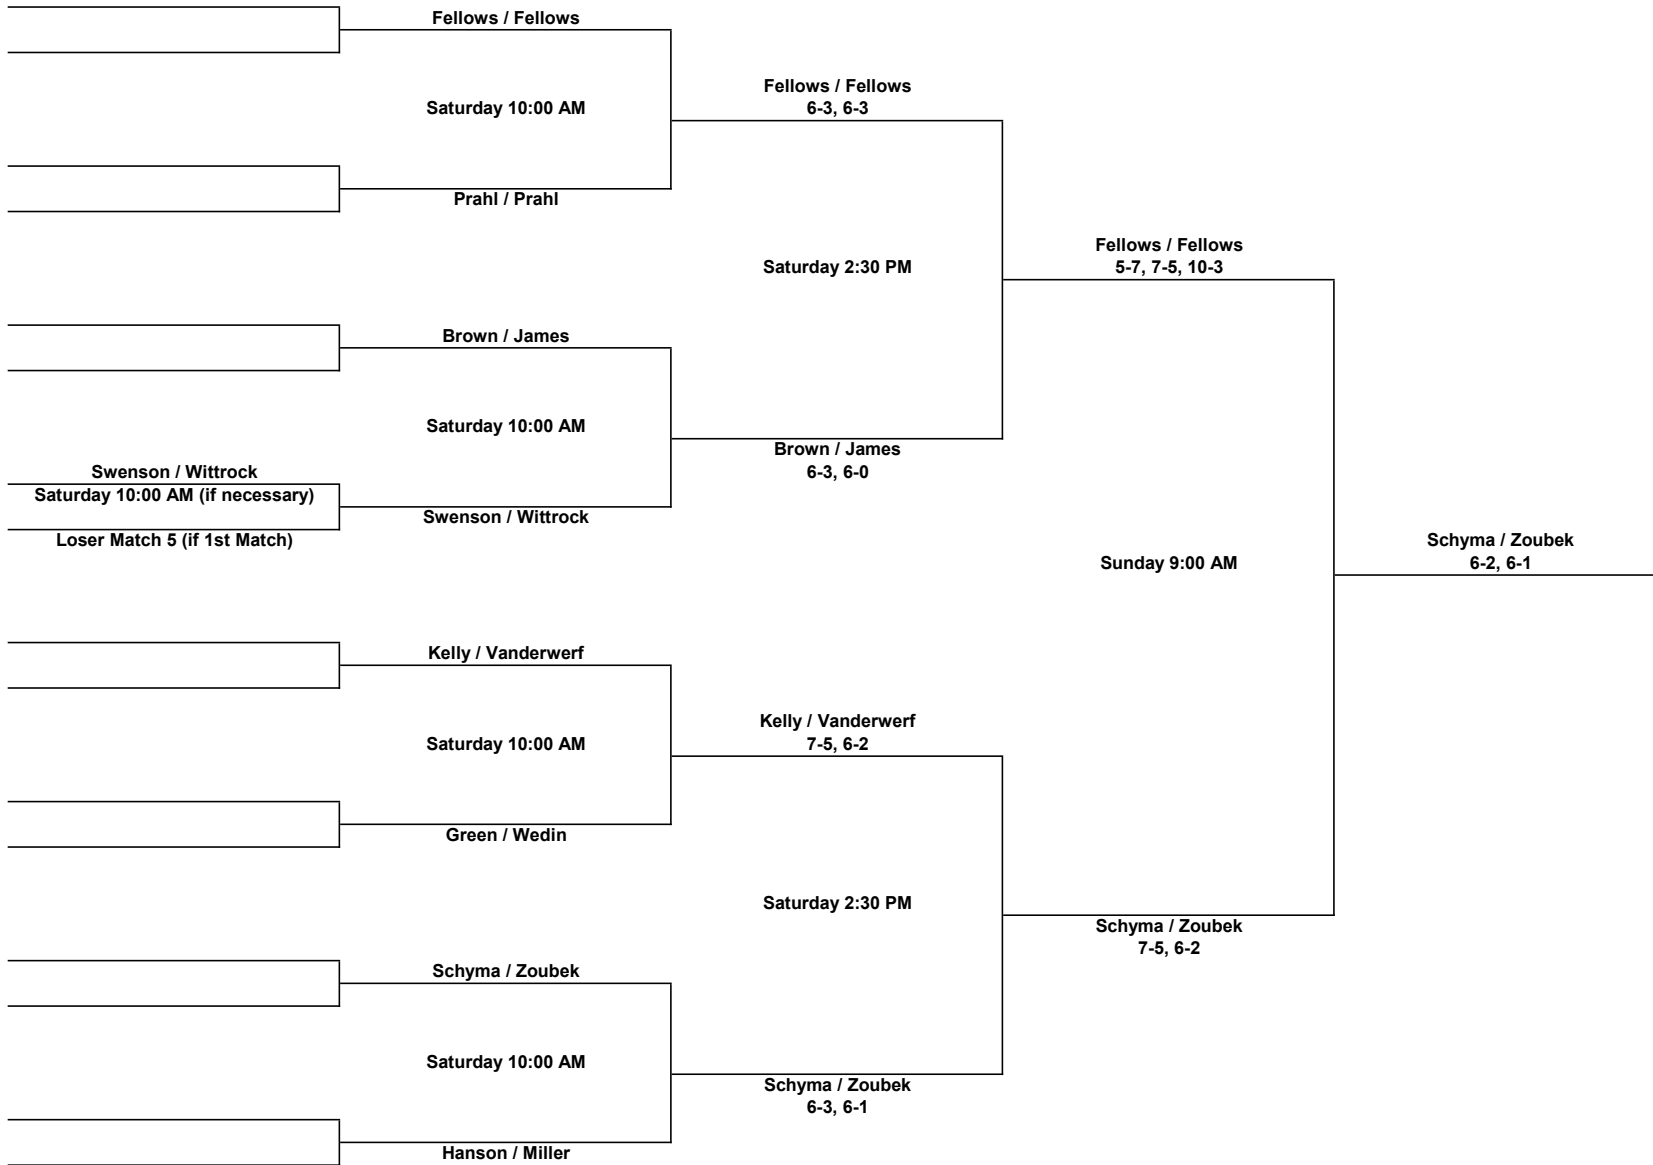 Fellows / Fellows
Saturday 10:00 AM
Prahl / Prahl
Fellows / Fellows
6-3, 6-3
Saturday 2:30 PM
Brown / James
Saturday 10:00 AM
Swenson / Wittrock
Brown / James
6-3, 6-0
Swenson / Wittrock
Saturday 10:00 AM (if necessary)
Loser Match 5 (if 1st Match)
Fellows / Fellows
5-7, 7-5, 10-3
Sunday 9:00 AM
Schyma / Zoubek
6-2, 6-1
Kelly / Vanderwerf
Saturday 10:00 AM
Green / Wedin
Kelly / Vanderwerf
7-5, 6-2
Saturday 2:30 PM
Schyma / Zoubek
7-5, 6-2
Schyma / Zoubek
Saturday 10:00 AM
Hanson / Miller
Schyma / Zoubek
6-3, 6-1